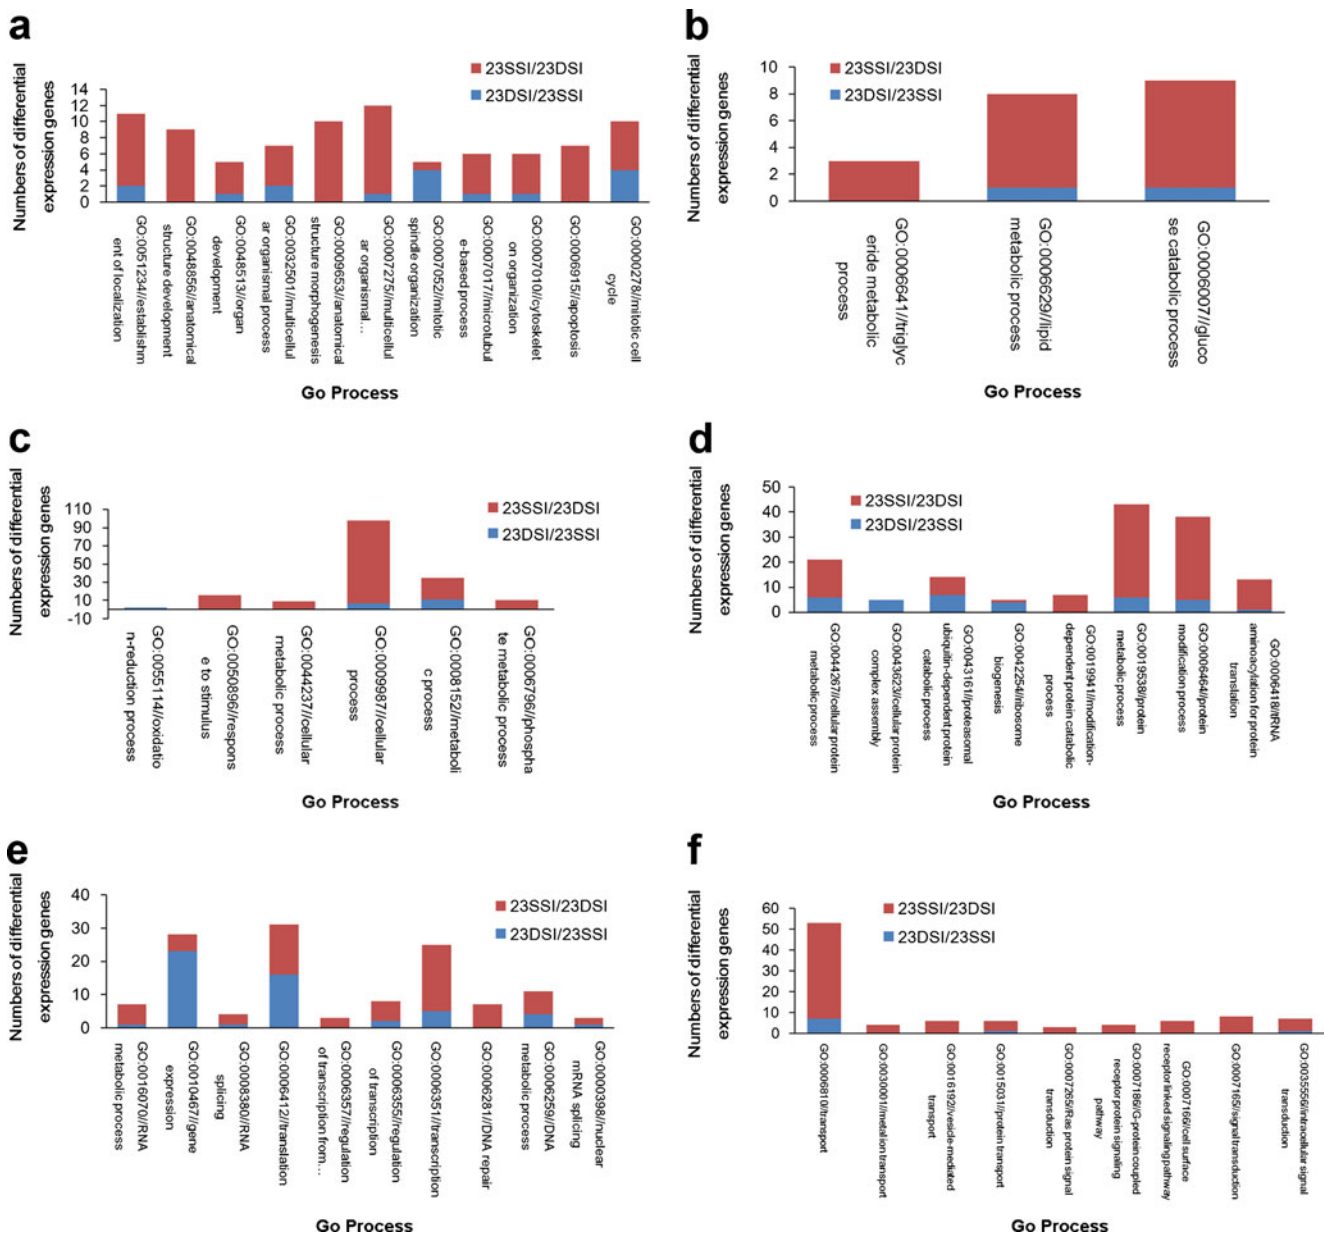 a
Numbers of differential
expression genes
23SSI/23DSI
23DSI/23SSI
14
12
10
8
6
4
2
0
GO:0051234//establishm
ent of localization
GO:0048856//anatomical
structure development
GO:0048513//organ
development
GO:0032501//multicellul
ar organismal process
GO:0009653//anatomical
structure morphogenesis
GO:0007275//multicellul
ar organismal…
GO:0007052//mitotic
spindle organization
GO:0007017//microtubul
e-based process
GO:0007010//cytoskelet
on organization
GO:0006915//apoptosis
GO:0000278//mitotic cell
cycle
Go Process
b
Numbers of differential
expression genes
23SSI/23DSI
23DSI/23SSI
10
8
6
4
2
0
GO:0006641//triglyc
eride metabolic
process
GO:0006629//lipid
metabolic process
GO:0006007//gluco
se catabolic process
Go Process
c
Numbers of differential
expression genes
23SSI/23DSI
23DSI/23SSI
110
90
70
50
30
10
-10
GO:0055114//oxidatio
n-reduction process
GO:0050896//respons
e to stimulus
GO:0044237//cellular
metabolic process
GO:0009987//cellular
process
GO:0008152//metaboli
c process
GO:0006796//phospha
te metabolic process
Go Process
d
Numbers of differential
expression genes
23SSI/23DSI
23DSI/23SSI
50
40
30
20
10
0
GO:0044267//cellular protein
metabolic process
GO:0043623//cellular protein
complex assembly
GO:0043161//proteasomal
ubiquitin-dependent protein
catabolic process
GO:0042254//ribosome
biogenesis
GO:0019941//modification-
dependent protein catabolic
process
GO:0019538//protein
metabolic process
GO:0006464//protein
modification process
GO:0006418//tRNA
aminoacylation for protein
translation
Go Process
e
Numbers of differential
expression genes
23SSI/23DSI
23DSI/23SSI
40
30
20
10
0
GO:0016070//RNA
metabolic process
GO:0010467//gene
expression
GO:0008380//RNA
splicing
GO:0006412//translation
GO:0006357//regulation
of transcription from…
GO:0006355//regulation
of transcription
GO:0006351//transcription
GO:0006281//DNA repair
GO:0006259//DNA
metabolic process
GO:0000398//nuclear
mRNA splicing
Go Process
f
Numbers of differential
expression genes
23SSI/23DSI
23DSI/23SSI
60
50
40
30
20
10
0
GO:0006810//transport
GO:0030001//metal ion transport
GO:0016192//vesicle-mediated
transport
GO:0015031//protein transport
GO:0007265//Ras protein signal
transduction
GO:0007186//G-protein coupled
receptor protein signaling
pathway
GO:0007166//cell surface
receptor linked signaling pathway
GO:0007165//signal transduction
GO:0035556//intracellular signal
transduction
Go Process